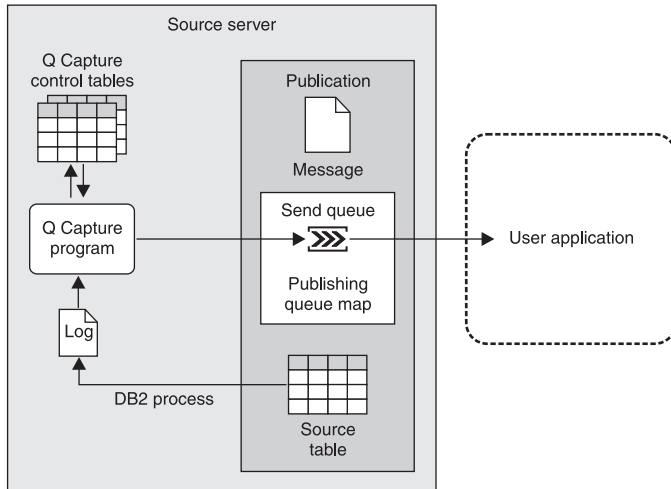 Source server
Q Capture
control tables
Publication
Message
Q Capture
program
Send queue
Publishing
queue map
User application
Log
DB2 process
Source
table